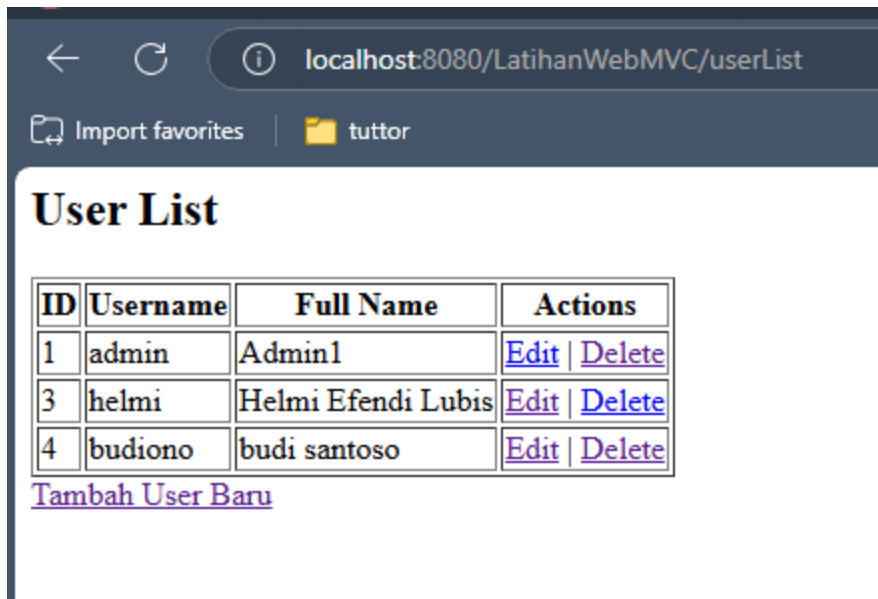 localhost:8080/LatihanWebMVC/userList
Import favorites tuttor
User List
ID Username Full Name Actions
1 admin Admin1 Edit | Delete
3 helmi Helmi Efendi Lubis Edit | Delete
4 budiono budi santoso Edit | Delete
Tambah User Baru